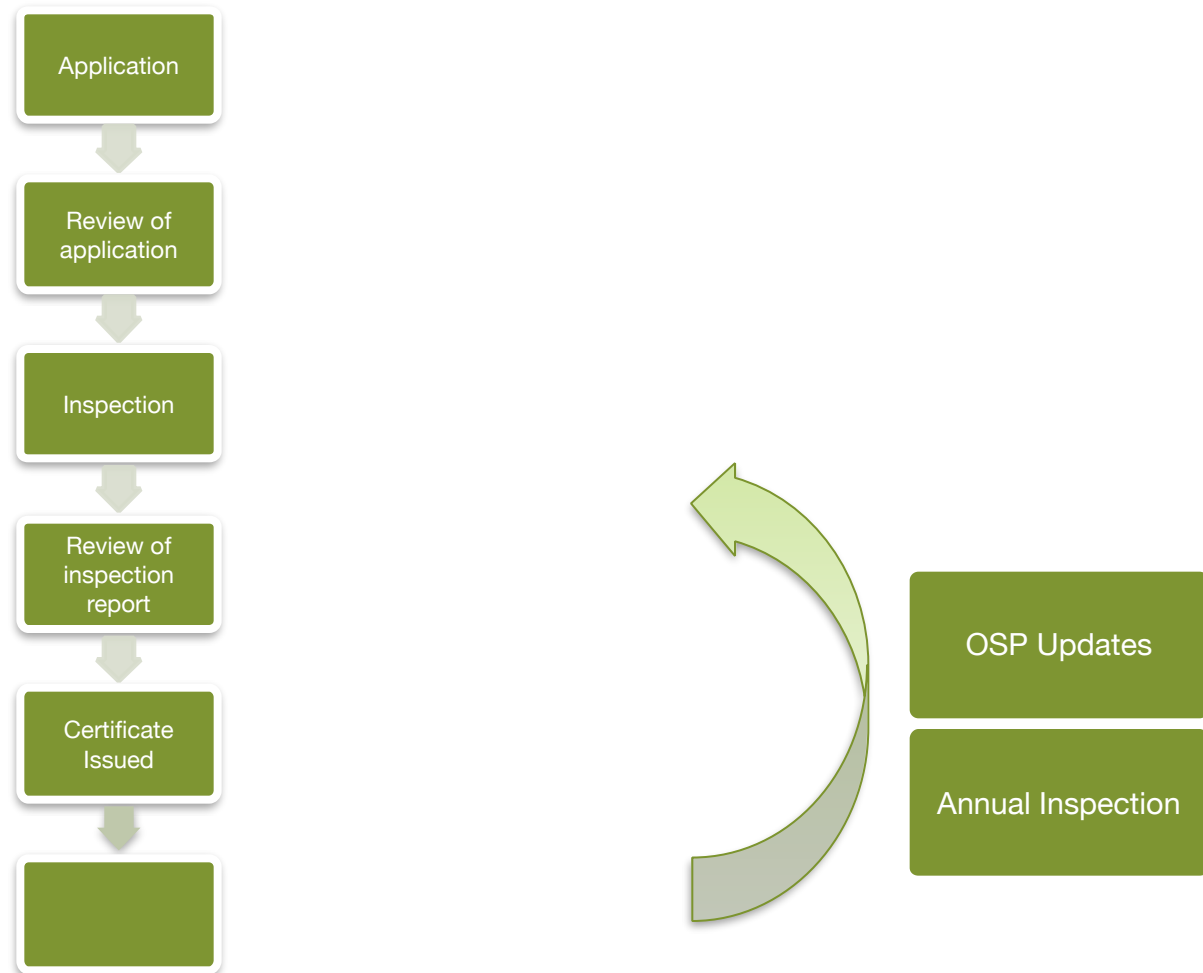 Application
Review of
application
Inspection
Review of
inspection
report
Certificate
Issued
OSP Updates
Annual Inspection